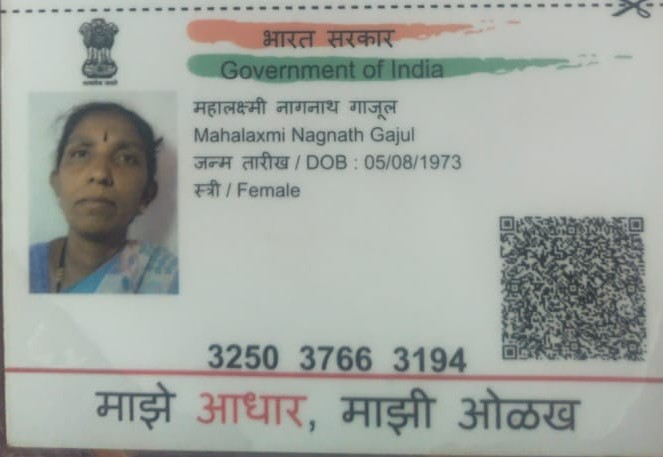 भारत सरकार
Government of India
महालक्ष्मी नागनाथ गाजूल
Mahalaxmi Nagnath Gajul
जन्म तारीख / DOB : 05/08/1973
स्त्री / Female
3250 3766 3194
माझे आधार, माझी ओळख